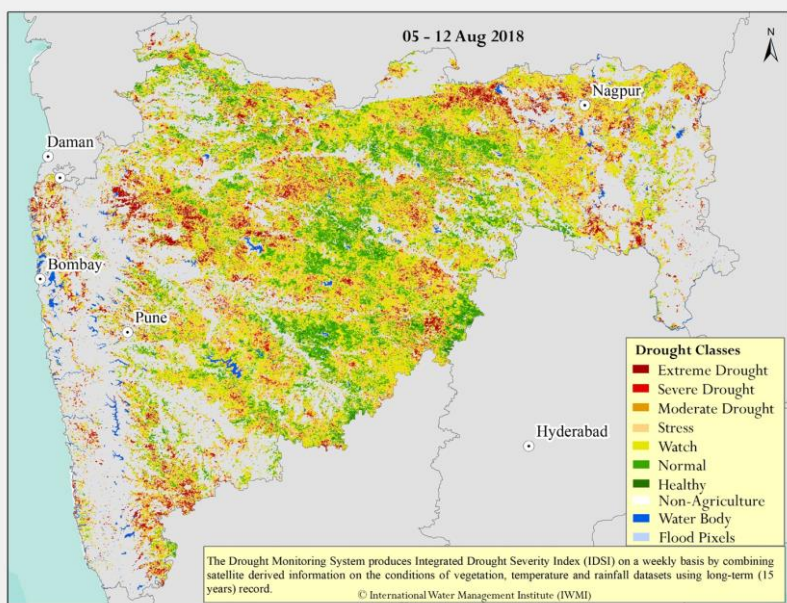 05 - 12 Aug 2018
N
Nagpur
Daman
Bombay
Pune
Hyderabad
Drought Classes
Extreme Drought
Severe Drought
Moderate Drought
Stress
Watch
Normal
Healthy
Non-Agriculture
Water Body
Flood Pixels
The Drought Monitoring System produces Integrated Drought Severity Index (IDSI) on a weekly basis by combining
satellite derived information on the conditions of vegetation, temperature and rainfall datasets using long-term (15
years) record.
© International Water Management Institute (IWMI)